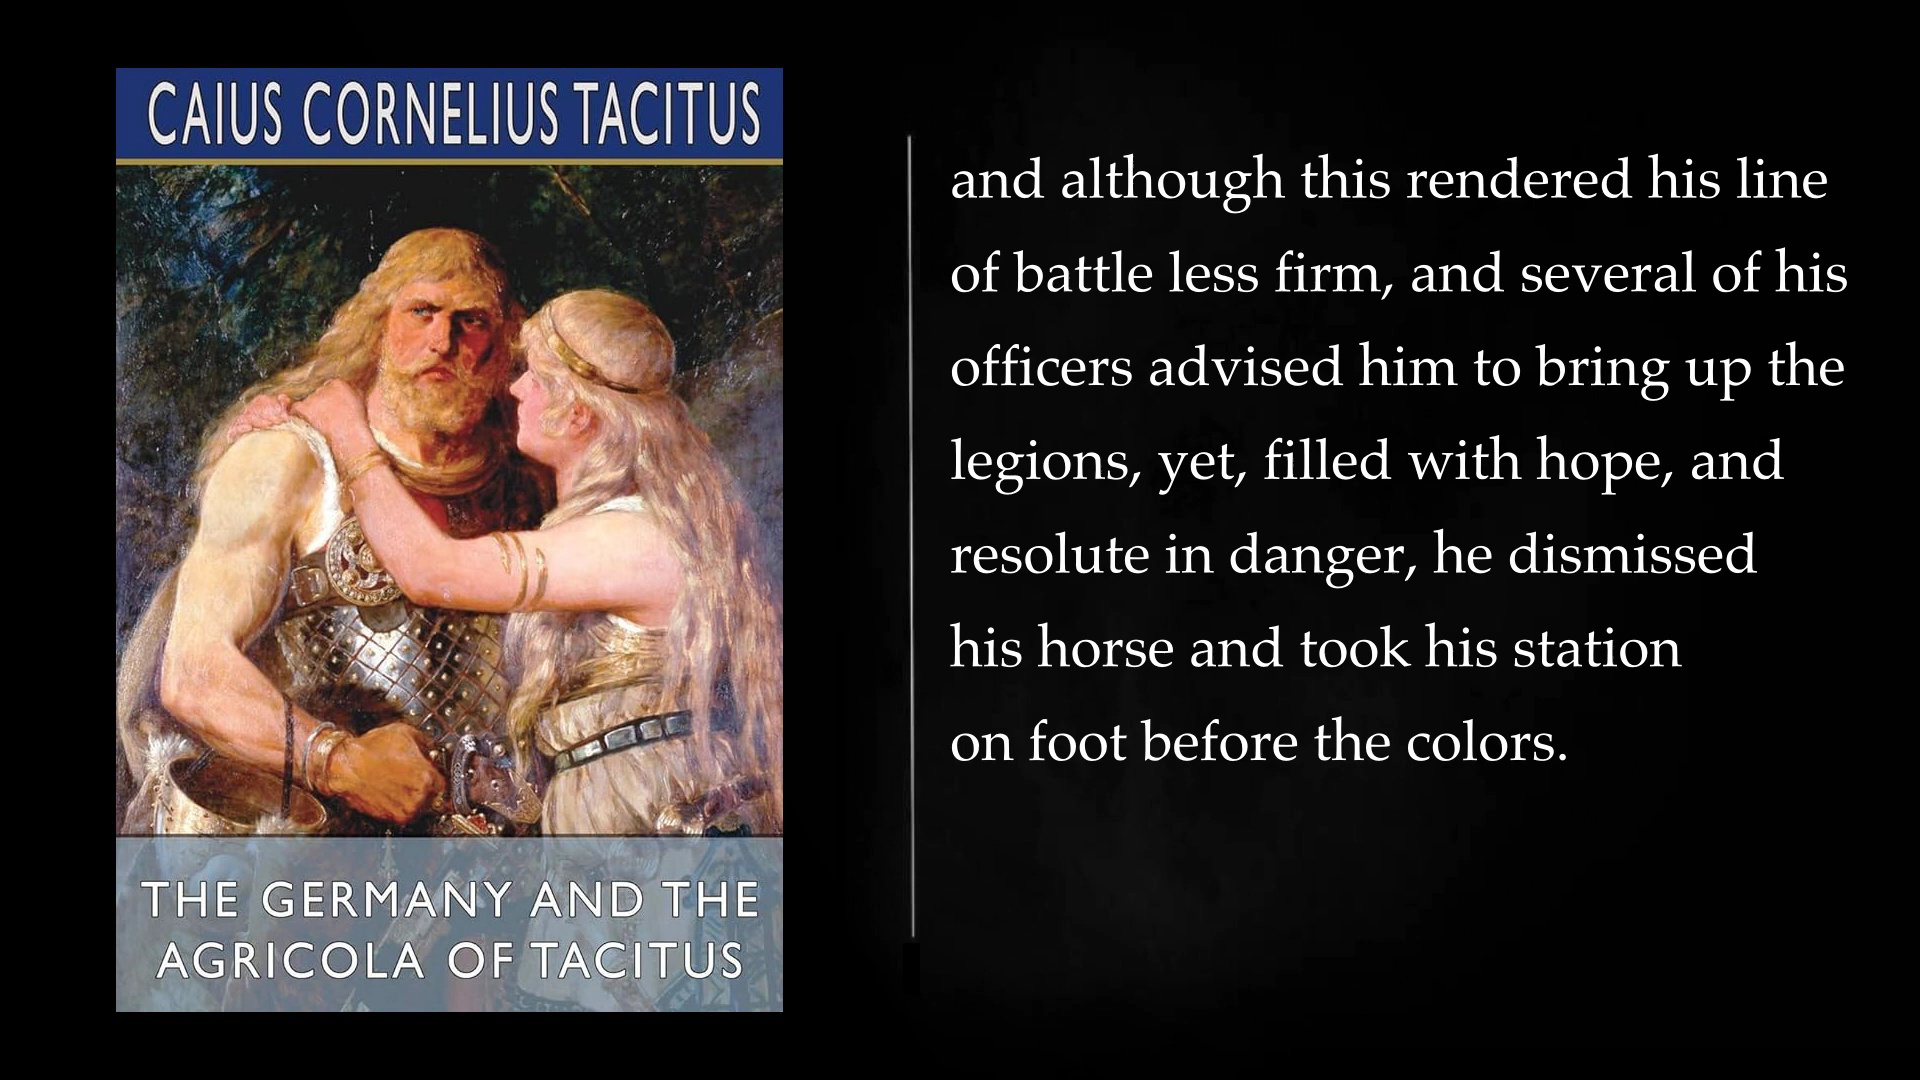 CAIUS CORNELIUS TACITUS
THE GERMANY AND THE
AGRICOLA OF TACITUS
and although this rendered his line
of battle less firm, and several of his
officers advised him to bring up the
legions, yet, filled with hope, and
resolute in danger, he dismissed
his horse and took his station
on foot before the colors.